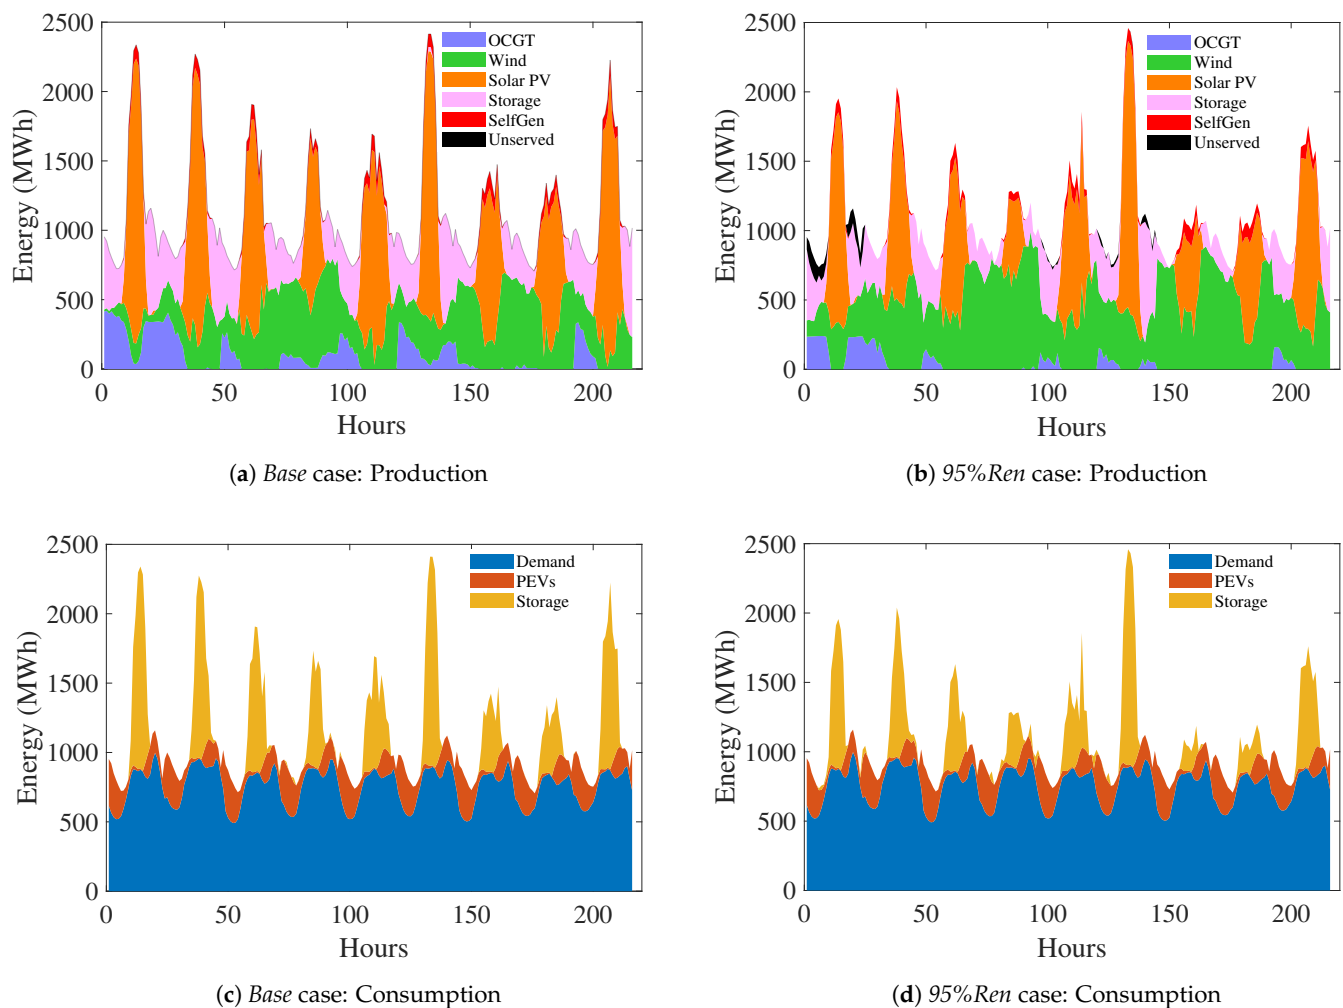 2500
2000
1500
1000
500
0
Energy (MWh)
OCGT
Wind
Solar PV
Storage
SelfGen
Unserved
0 50 100 150 200
Hours
(a) Base case: Production
2500
2000
1500
1000
500
0
Energy (MWh)
OCGT
Wind
Solar PV
Storage
SelfGen
Unserved
0 50 100 150 200
Hours
(b) 95%Ren case: Production
2500
2000
1500
1000
500
0
Energy (MWh)
Demand
PEVs
Storage
0 50 100 150 200
Hours
(c) Base case: Consumption
2500
2000
1500
1000
500
0
Energy (MWh)
Demand
PEVs
Storage
0 50 100 150 200
Hours
(d) 95%Ren case: Consumption